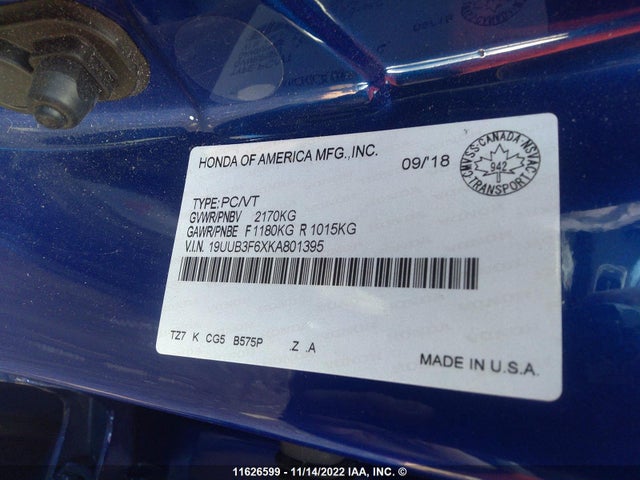 HONDA OF AMERICA MFG.,INC.
09/'18
CMVSS-CANADA-NSVAC
942
TRANSPORT
TYPE:PC/VT
GVWR/PNBV 2170KG
GAWR/PNBE F1180KG R 1015KG
V.I.N. 19UUB3F6XKA801395
TZ7 K CG5 B575P .Z .A
MADE IN U.S.A.
11626599 - 11/14/2022 IAA, INC. ©